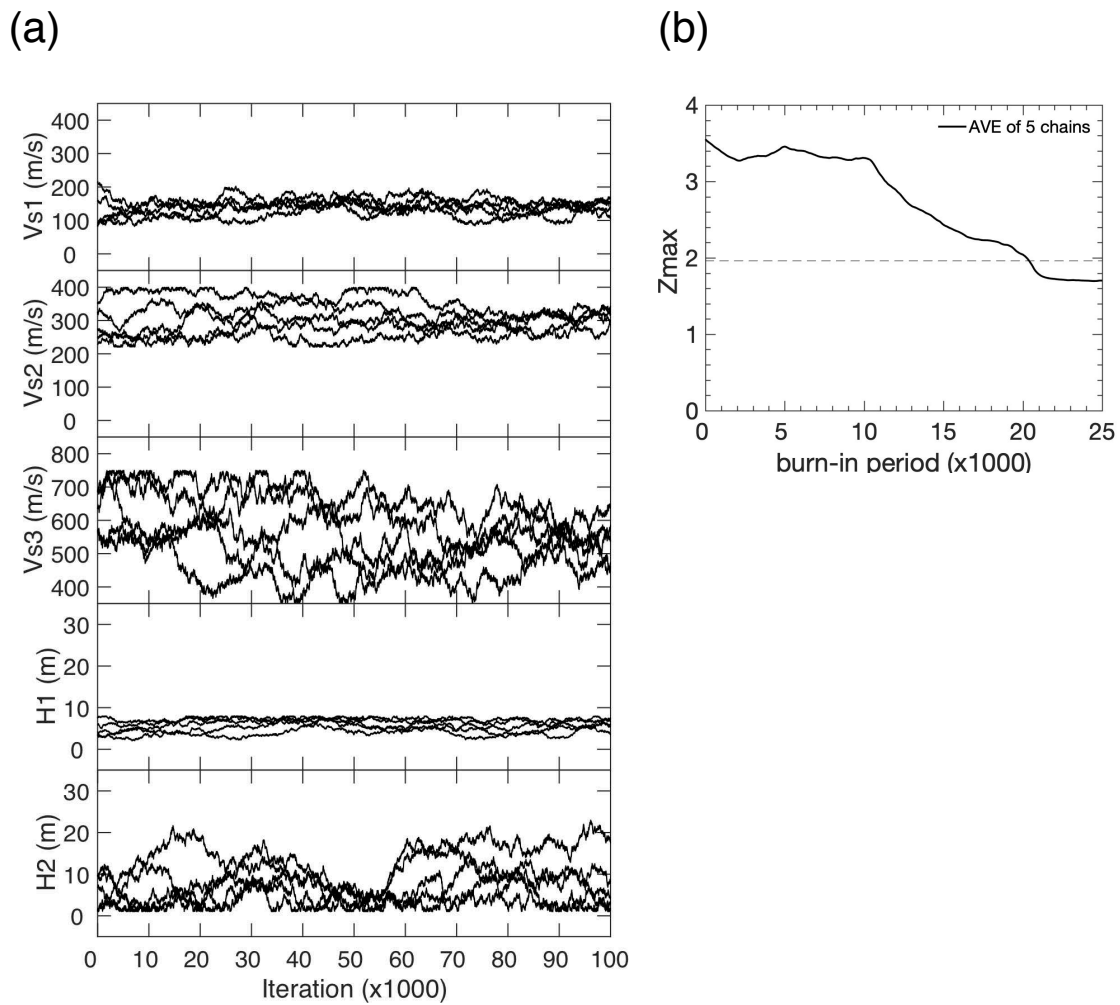 (a)
400
300
200
100
0
Vs1 (m/s)
400
300
200
100
0
Vs2 (m/s)
800
700
600
500
400
Vs3 (m/s)
30
20
10
0
H1 (m)
30
20
10
0
H2 (m)
0 10 20 30 40 50 60 70 80 90 100
Iteration (x1000)
(b)
4
3
2
1
0
Zmax
AVE of 5 chains
0 5 10 15 20 25
burn-in period (x1000)